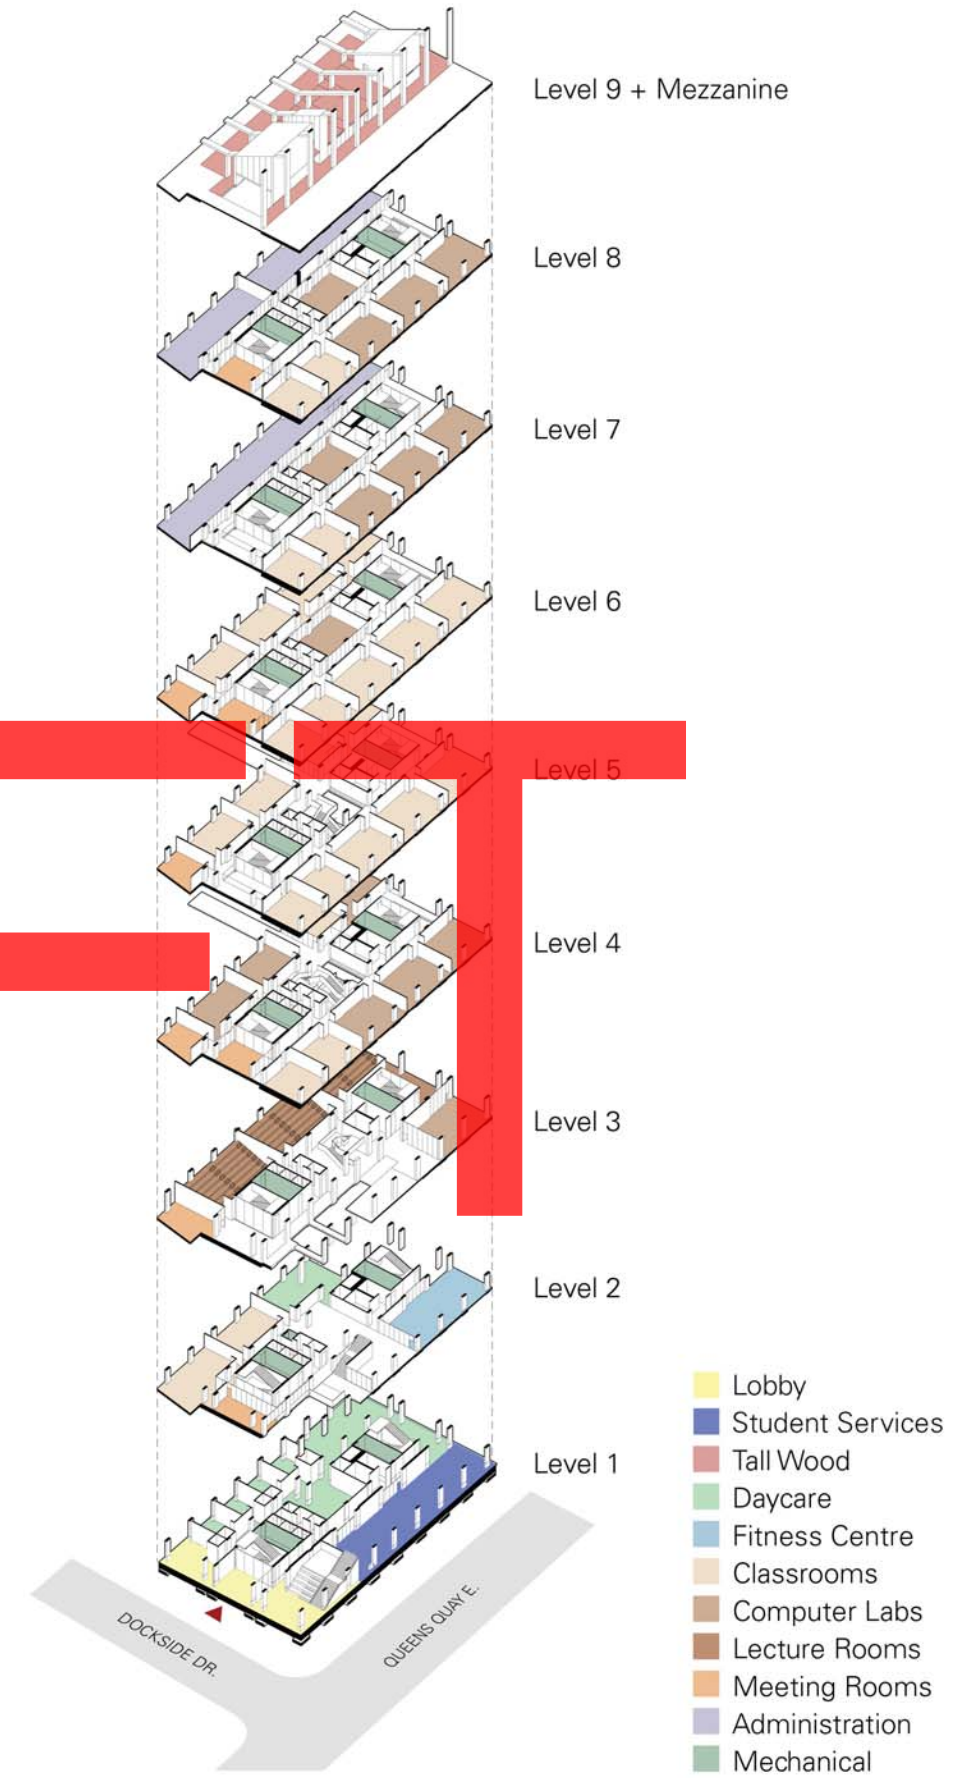 Level 9 + Mezzanine
Level 8
Level 7
Level 6
Level 5
Level 4
Level 3
Level 2
Level 1
Lobby
Student Services
Tall Wood
Daycare
Fitness Centre
Classrooms
Computer Labs
Lecture Rooms
Meeting Rooms
Administration
Mechanical
DOCKSIDE DR.
QUEENS QUAY E.